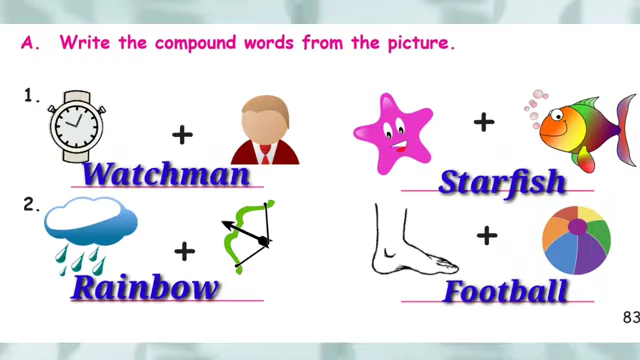 A. Write the compound words from the picture.
1.
+
+
Watchman
Starfish
2.
+
+
Rainbow
Football
83